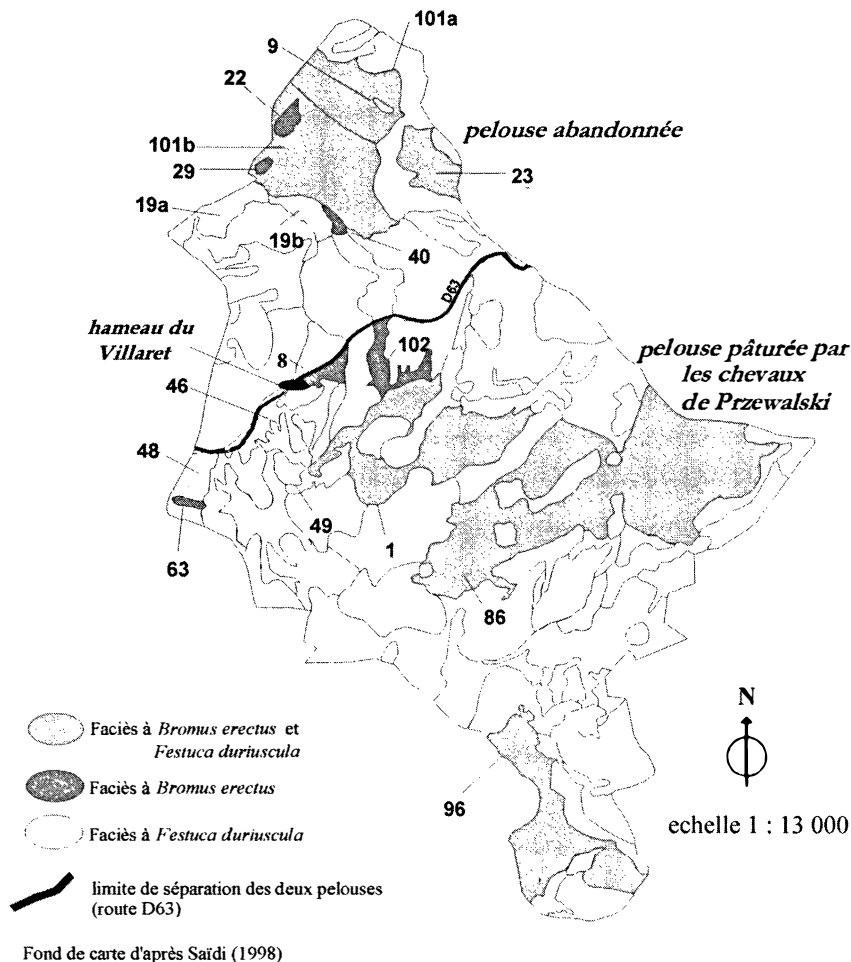 101a
9
22
pelouse abandonnée
101b
29
23
19a
19b
40
D63
hameau du
Villaret
8
102
pelouse pâturée par
les chevaux
de Przewalski
46
48
49
63
1
86
N
Faciès à Bromus erectus et
Festuca duriuscula
Faciès à Bromus erectus
96
echelle 1 : 13 000
Faciès à Festuca duriuscula
limite de séparation des deux pelouses
(route D63)
Fond de carte d'après Saïdi (1998)